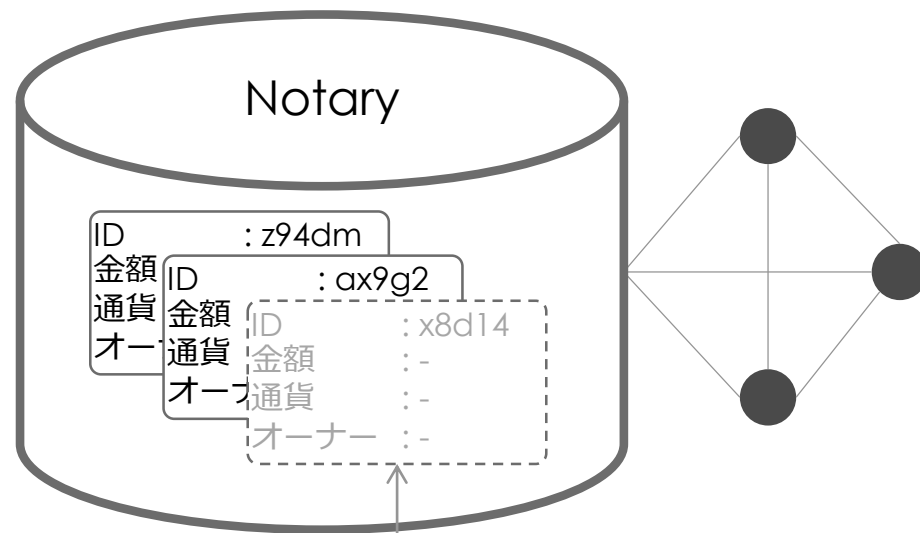 Notary
ID : z94dm
金額
通貨
オー
ID : ax9g2
金額
通貨
オー
ID : x8d14
金額 : -
通貨 : -
オーナー : -